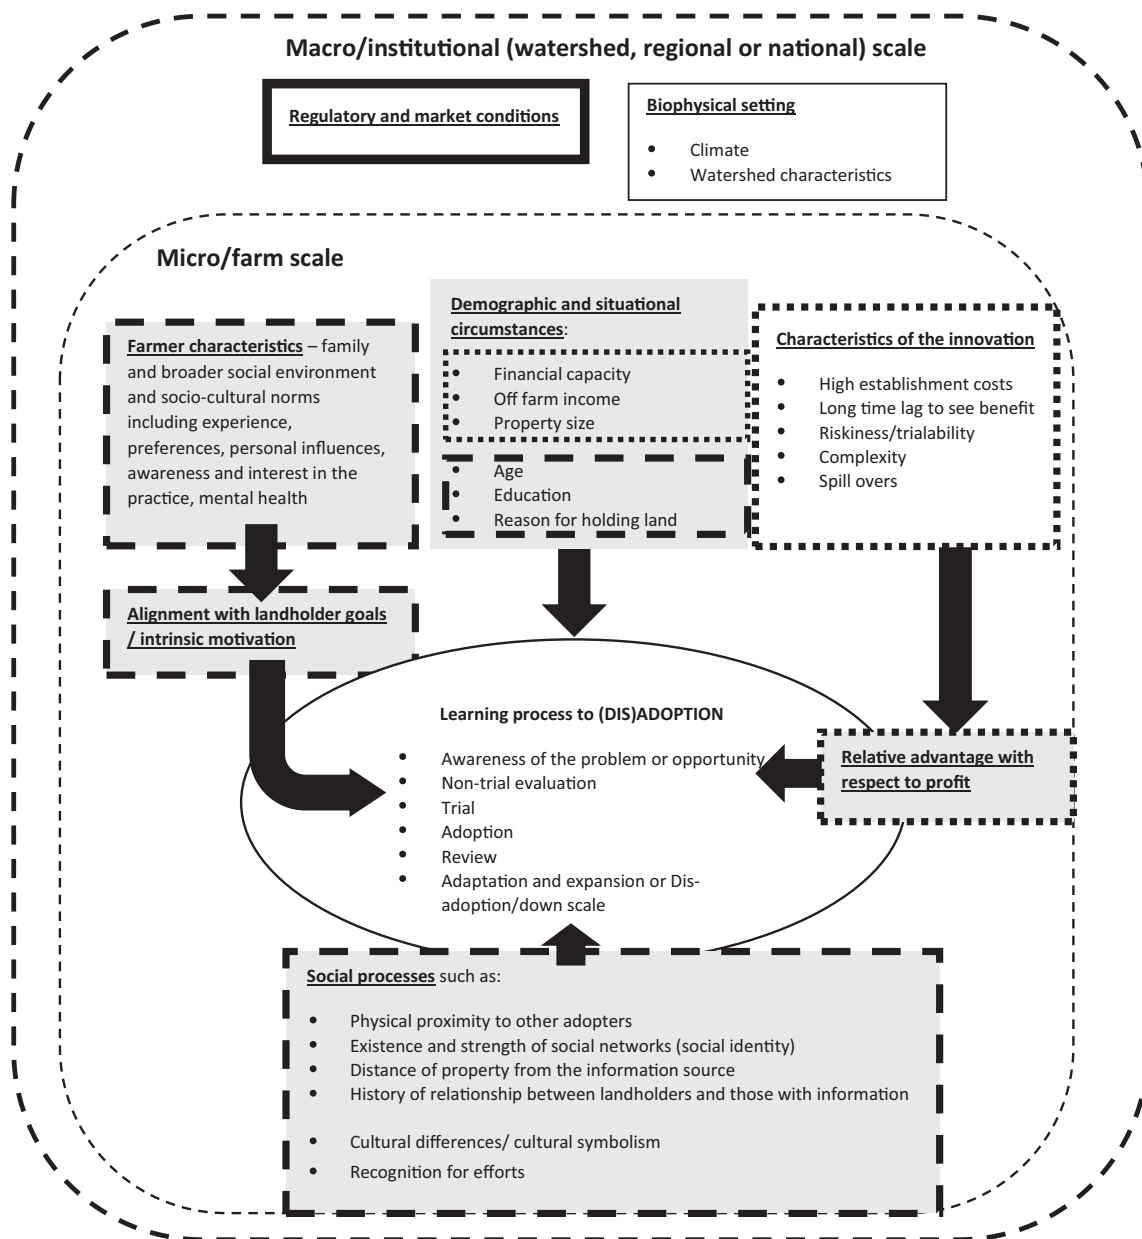 Macro/institutional (watershed, regional or national) scale
Regulatory and market conditions
Biophysical setting
• Climate
• Watershed characteristics
Micro/farm scale
Farmer characteristics – family
and broader social environment
and socio-cultural norms
including experience,
preferences, personal influences,
awareness and interest in the
practice, mental health
Demographic and situational
circumstances:
• Financial capacity
• Off farm income
• Property size
• Age
• Education
• Reason for holding land
Characteristics of the innovation
• High establishment costs
• Long time lag to see benefit
• Riskiness/trialability
• Complexity
• Spill overs
Alignment with landholder goals
/ intrinsic motivation
Learning process to (DIS)ADOPTION
• Awareness of the problem or opportunity
• Non-trial evaluation
• Trial
• Adoption
• Review
• Adaptation and expansion or Dis-
adoption/down scale
Relative advantage with
respect to profit
Social processes such as:
• Physical proximity to other adopters
• Existence and strength of social networks (social identity)
• Distance of property from the information source
• History of relationship between landholders and those with information
• Cultural differences/ cultural symbolism
• Recognition for efforts